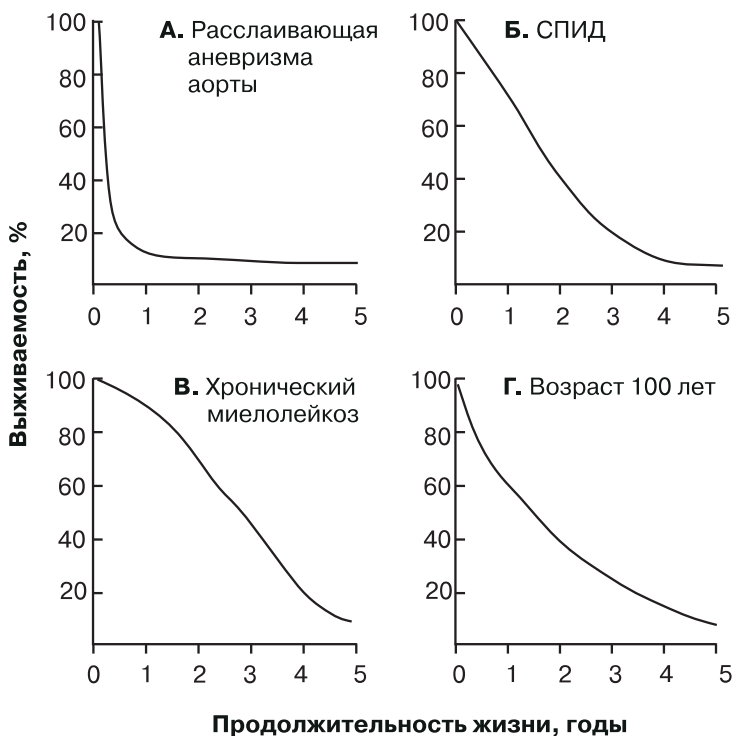 А. Расслаивающая
аневризма
аорты
100
80
60
40
20
0 1 2 3 4 5
Б. СПИД
100
80
60
40
20
0 1 2 3 4 5
В. Хронический
миелолейкоз
100
80
60
40
20
0 1 2 3 4 5
Г. Возраст 100 лет
100
80
60
40
20
0 1 2 3 4 5
Выживаемость, %
Продолжительность жизни, годы